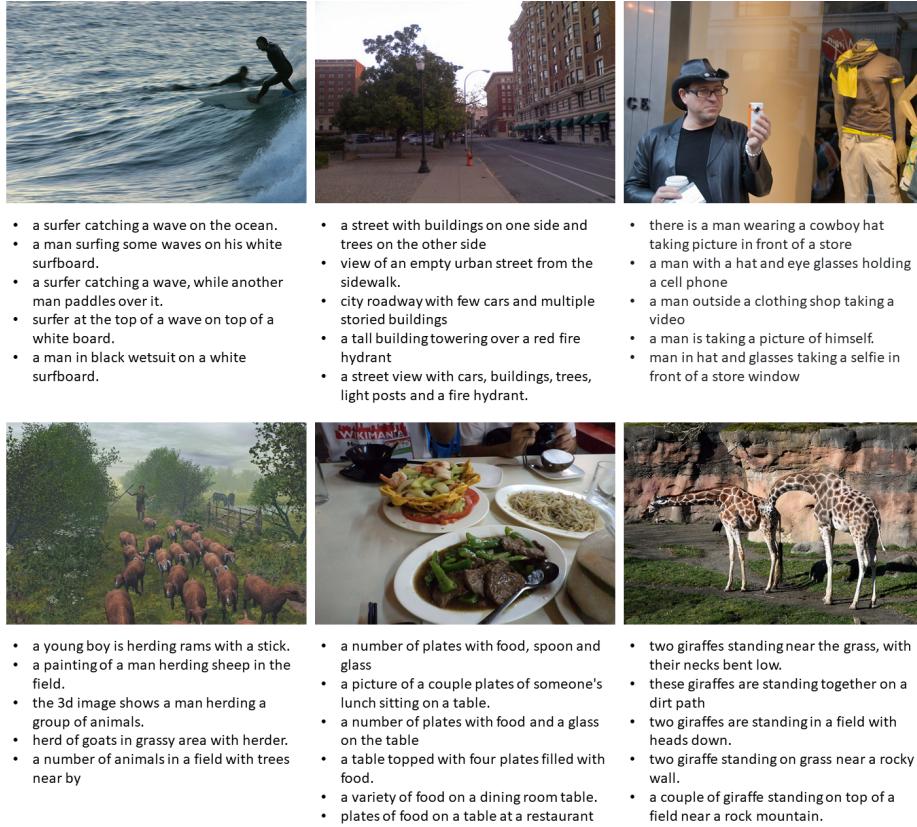 CE
a surfer catching a wave on the ocean.
a man surfing some waves on his white
surfboard.
a surfer catching a wave, while another
man paddles over it.
surfer at the top of a wave on top of a
white board.
a man in black wetsuit on a white
surfboard.
a street with buildings on one side and
trees on the other side
view of an empty urban street from the
sidewalk.
city roadway with few cars and multiple
storied buildings
a tall building towering over a red fire
hydrant
a street view with cars, buildings, trees,
light posts and a fire hydrant.
there is a man wearing a cowboy hat
taking picture in front of a store
a man with a hat and eye glasses holding
a cell phone
a man outside a clothing shop taking a
video
a man is taking a picture of himself.
man in hat and glasses taking a selfie in
front of a store window
WIKIMANIA
a young boy is herding rams with a stick.
a painting of a man herding sheep in the
field.
the 3d image shows a man herding a
group of animals.
herd of goats in grassy area with herder.
a number of animals in a field with trees
near by
a number of plates with food, spoon and
glass
a picture of a couple plates of someone's
lunch sitting on a table.
a number of plates with food and a glass
on the table
a table topped with four plates filled with
food.
a variety of food on a dining room table.
plates of food on a table at a restaurant
two giraffes standing near the grass, with
their necks bent low.
these giraffes are standing together on a
dirt path
two giraffes are standing in a field with
heads down.
two giraffe standing on grass near a rocky
wall.
a couple of giraffe standing on top of a
field near a rock mountain.